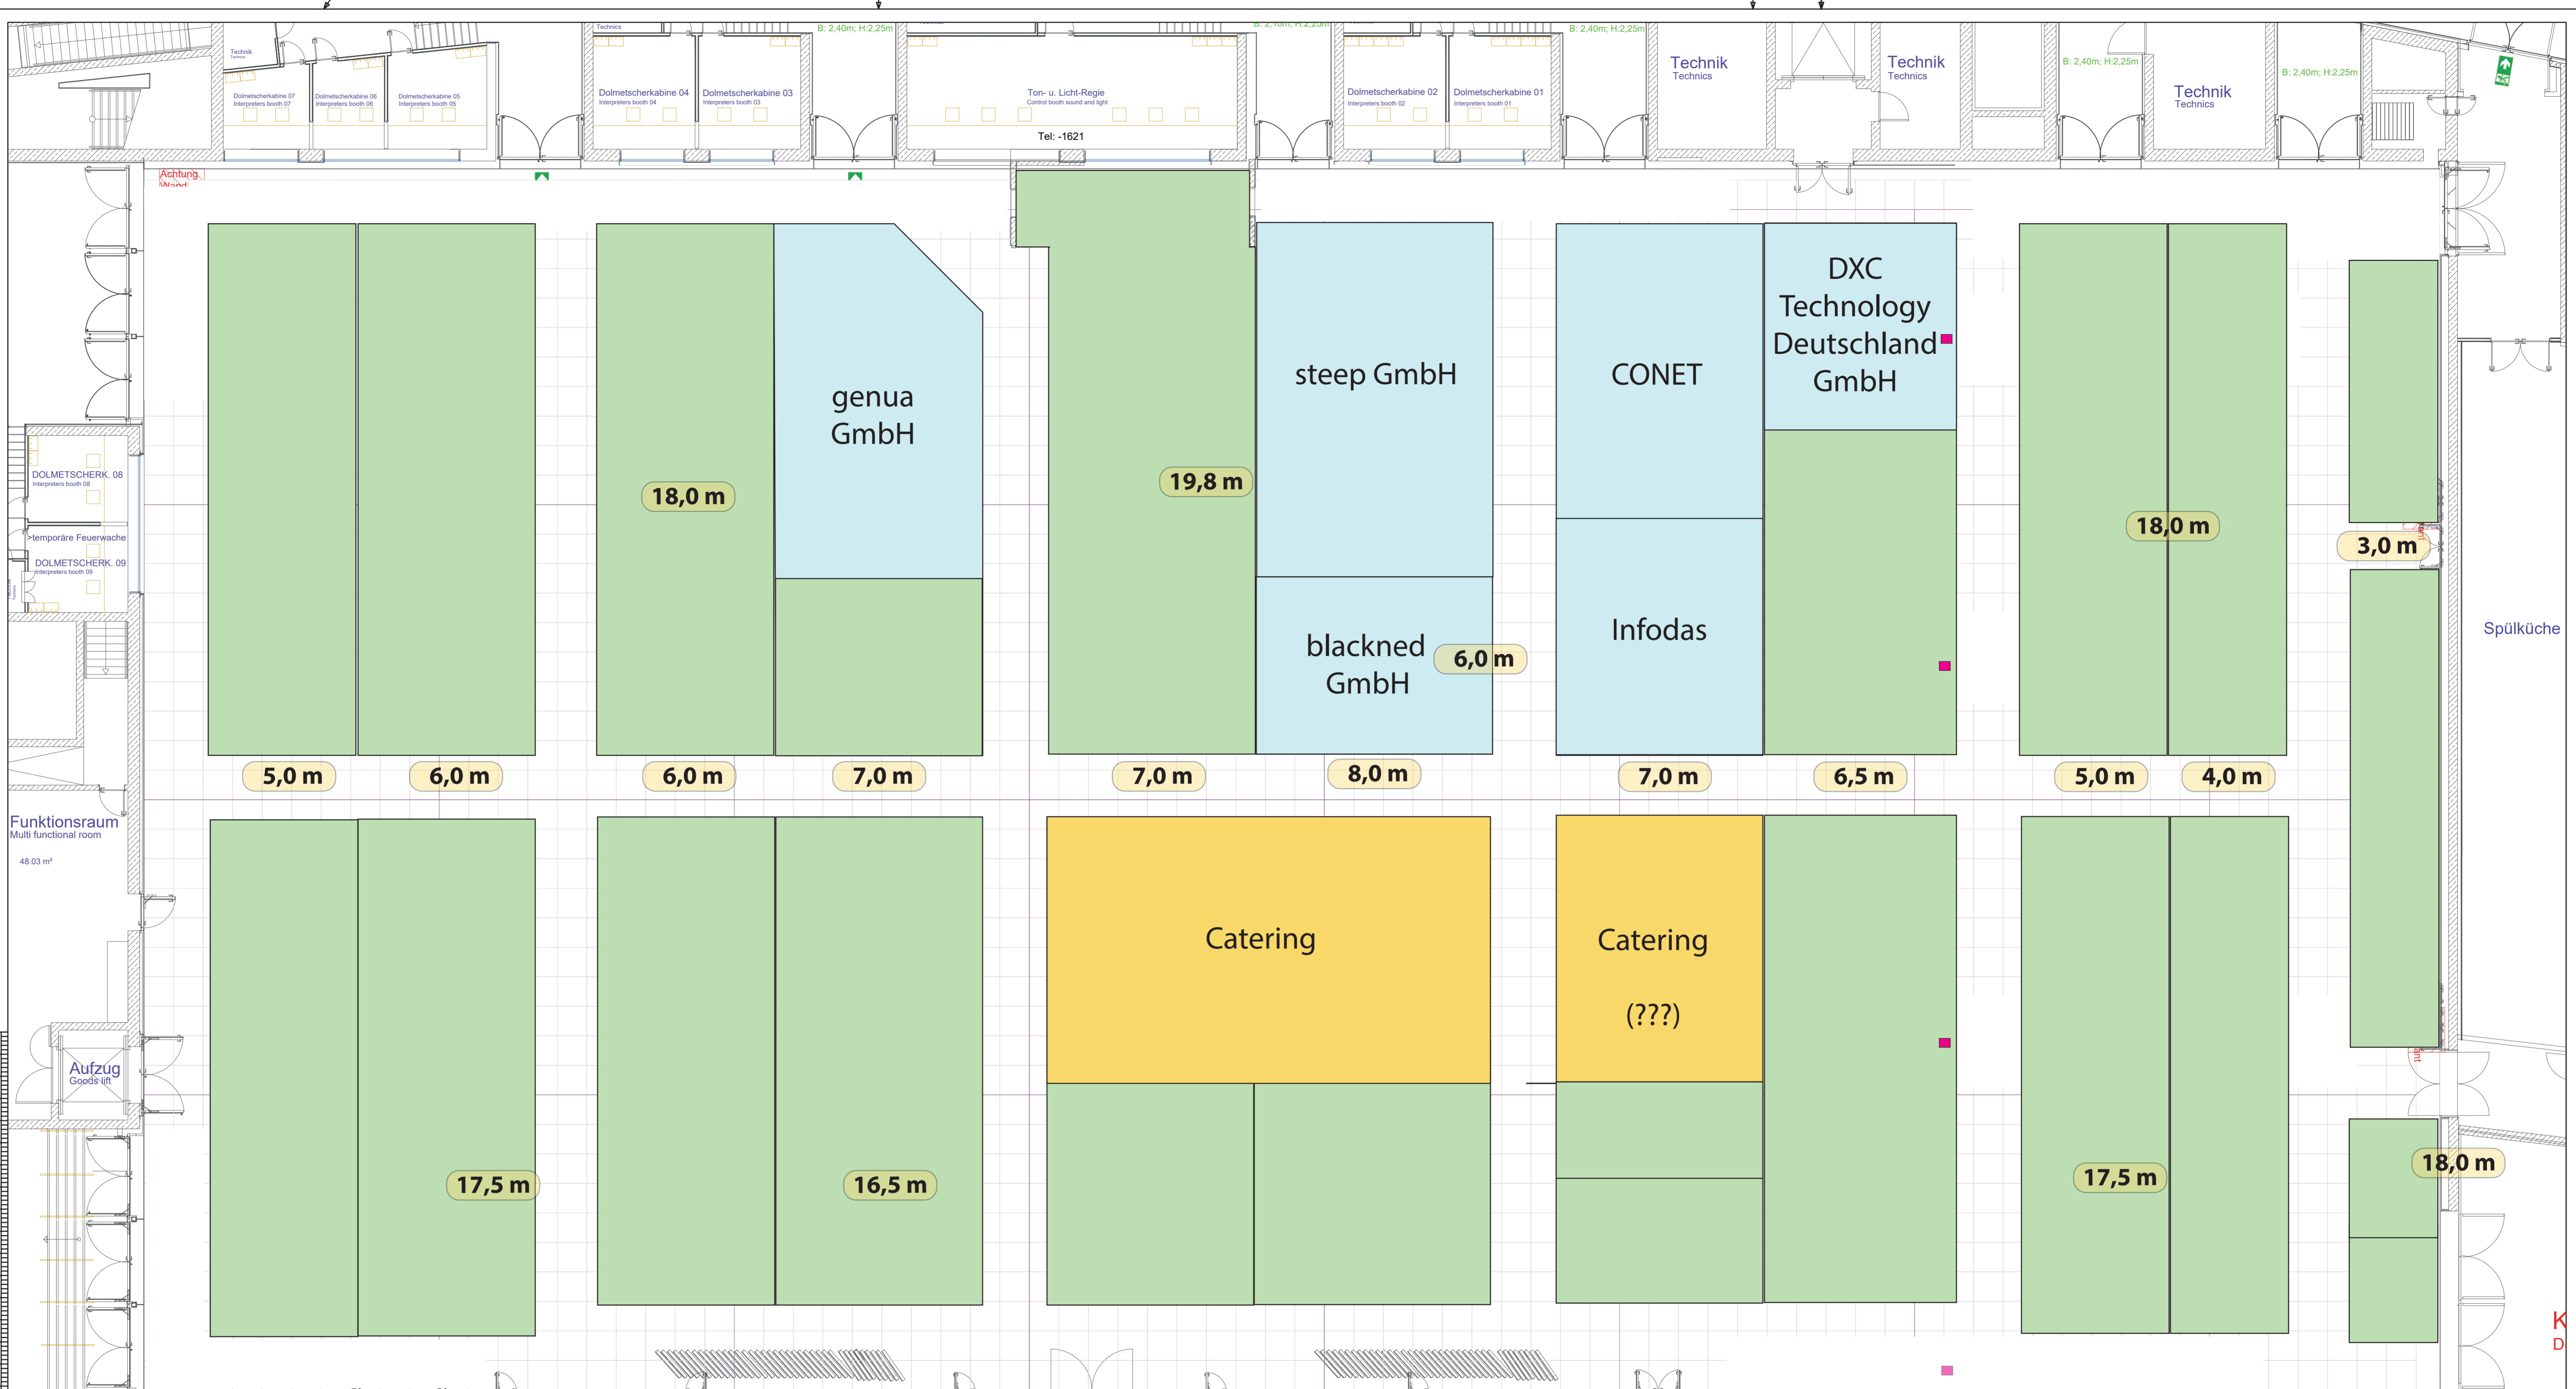 Technics
B: 2,40m; H:2,25m
B: 2,10m; H:2,25m
B: 2,40m; H:2,25m
Technik
Technics
Dolmetscherkabine 07
Interpreters booth 07
Dolmetscherkabine 06
Interpreters booth 06
Dolmetscherkabine 05
Interpreters booth 05
Dolmetscherkabine 04
Interpreters booth 04
Dolmetscherkabine 03
Interpreters booth 03
Ton- u. Licht-Regie
Control booth sound and light
Tel: -1621
Dolmetscherkabine 02
Interpreters booth 02
Dolmetscherkabine 01
Interpreters booth 01
Technik
Technics
Technik
Technics
B: 2,40m; H:2,25m
Technik
Technics
B: 2,40m; H:2,25m
Achtung
Wand
genua
GmbH
steep GmbH
CONET
DXC
Technology
Deutschland
GmbH
18,0 m
19,8 m
18,0 m
3,0 m
DOLMETSCHERK. 08
Interpreters booth 08
>temporäre Feuerwache
DOLMETSCHERK. 09
Interpreters booth 09
blackned
GmbH
6,0 m
Infodas
Spülküche
5,0 m
6,0 m
6,0 m
7,0 m
7,0 m
8,0 m
7,0 m
6,5 m
5,0 m
4,0 m
Funktionsraum
Multi functional room
48.03 m²
Catering
Catering
(???)
Aufzug
Goods lift
17,5 m
16,5 m
17,5 m
18,0 m
K
D